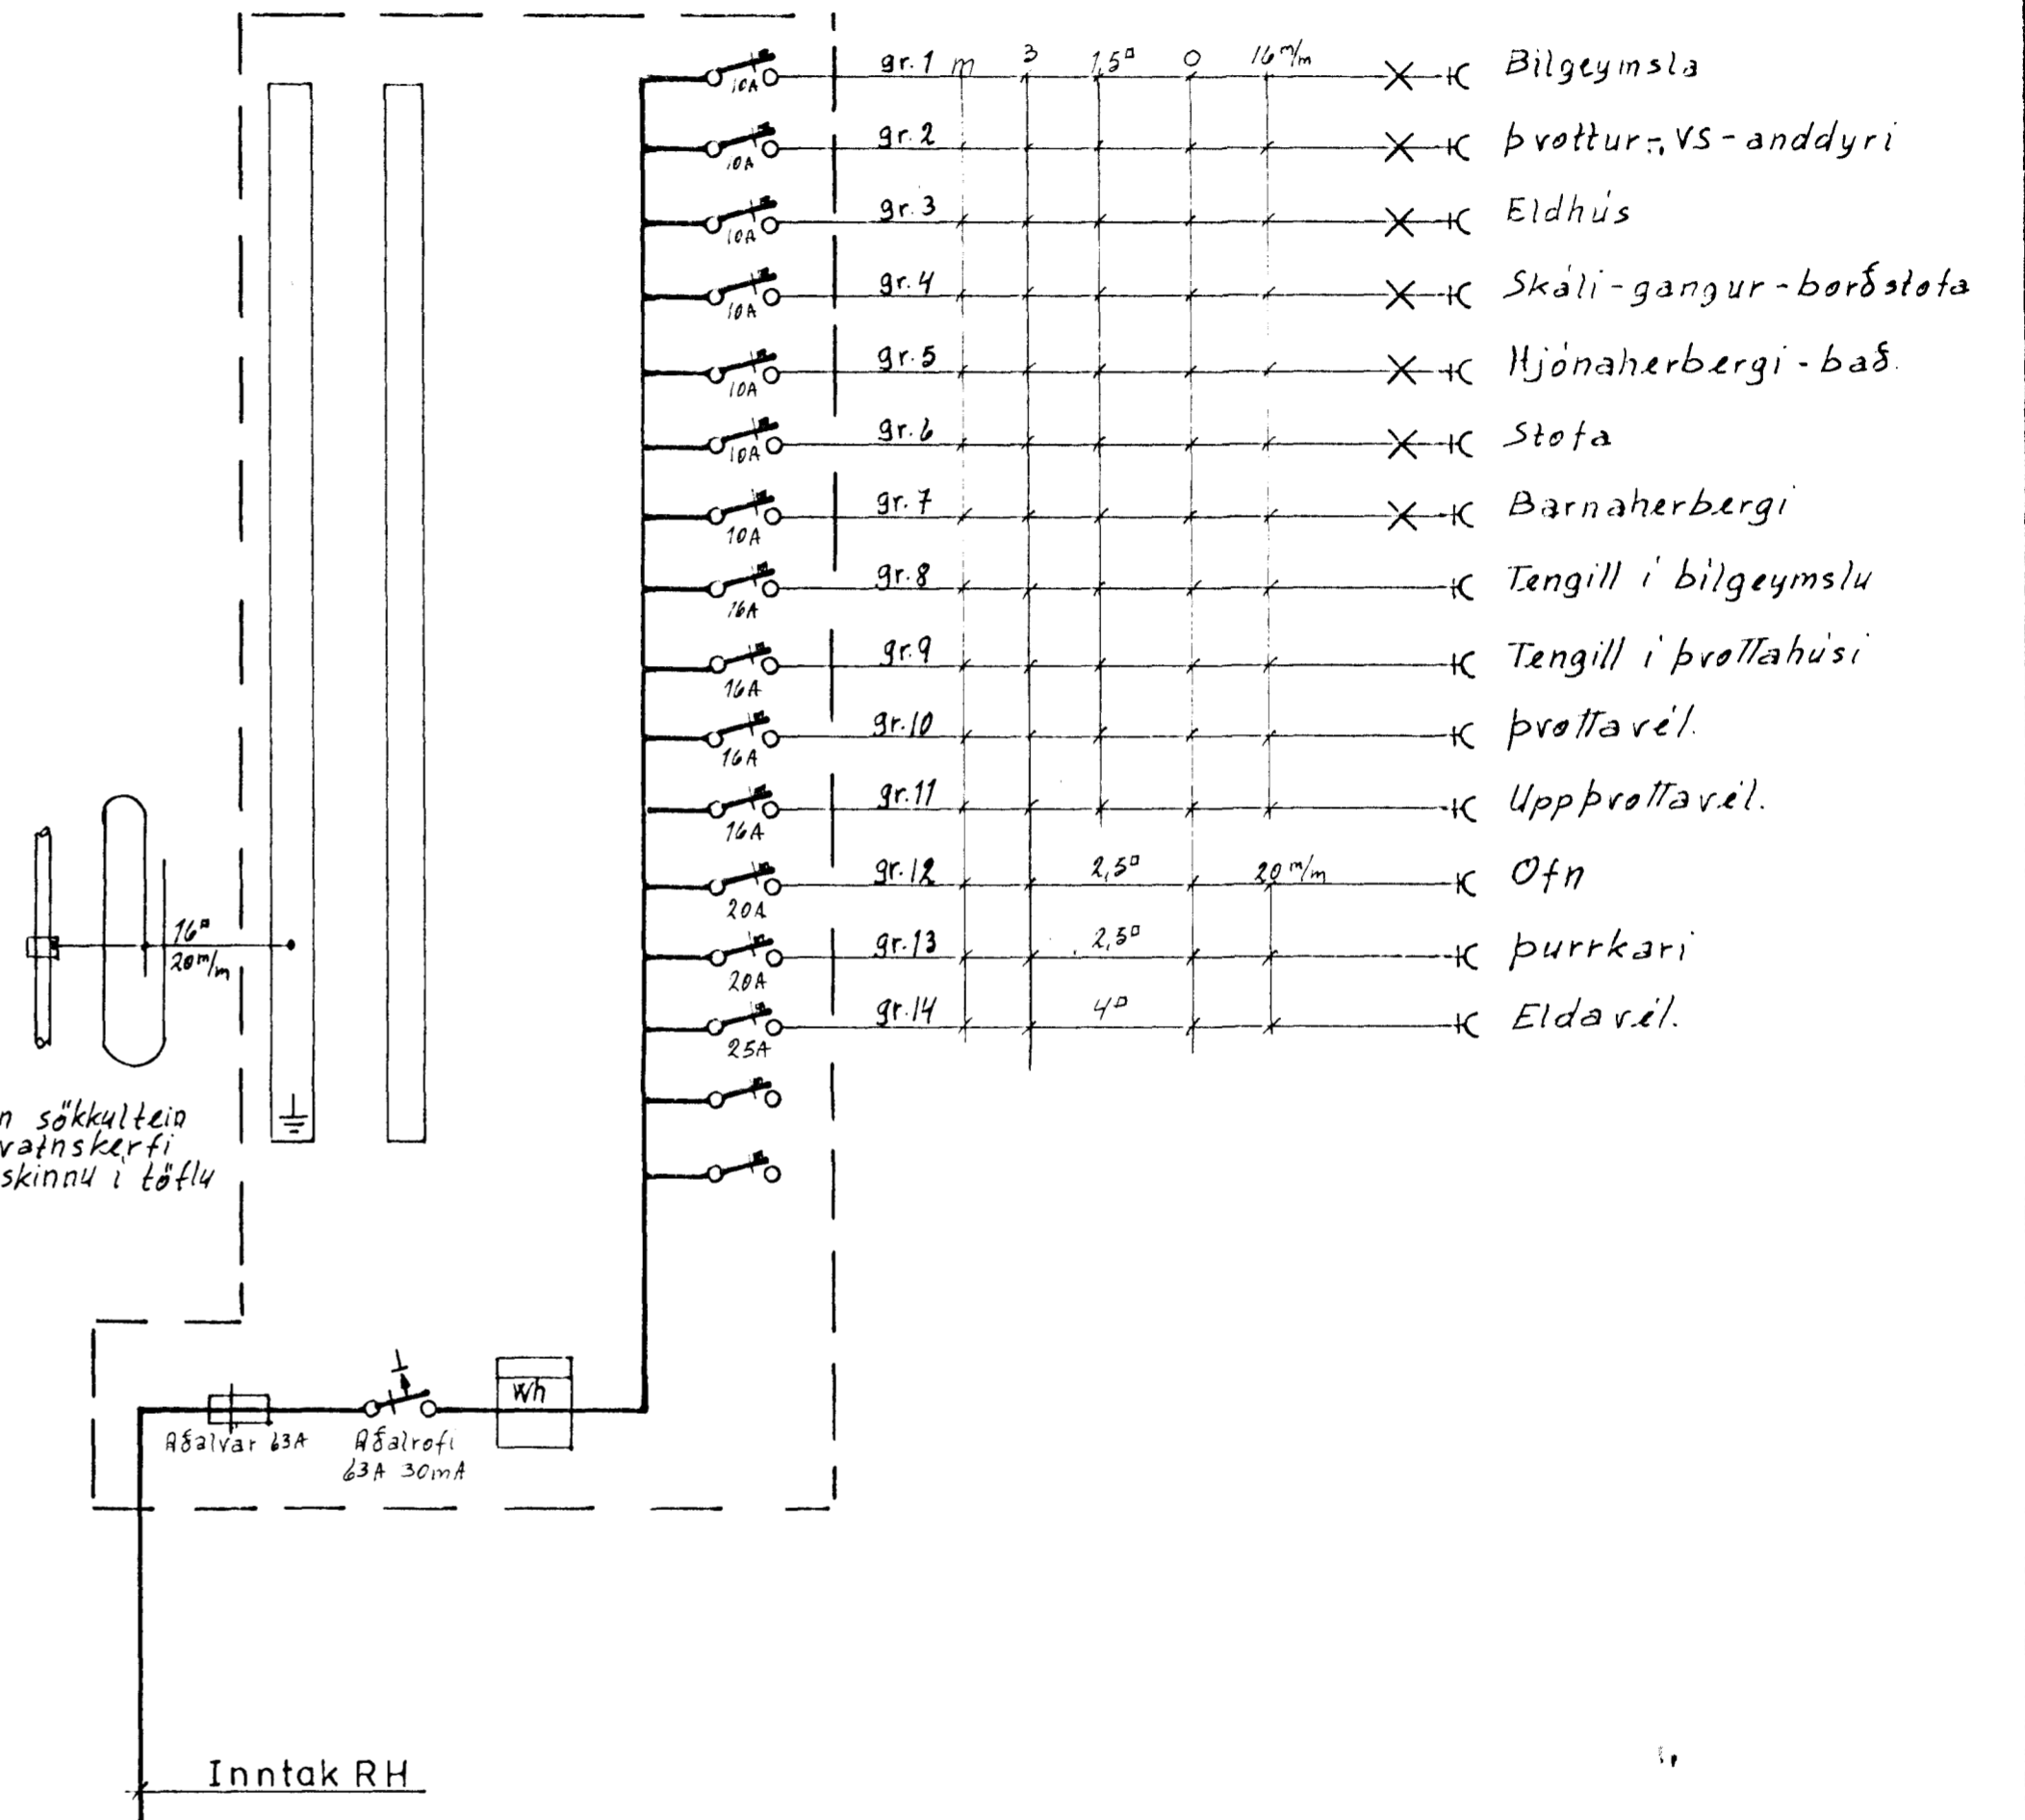 gr.1 m 3 1,5▫ O 16 m/m Bílgeymsla
10A
gr.2 Þvottur-, VS-anddyri
10A
gr.3 Eldhús
10A
gr.4 Skáli-gangur-borðstofa
10A
gr.5 Hjónaherbergi-bað.
10A
gr.6 Stofa
10A
gr.7 Barnaherbergi
10A
gr.8 Tengill í bílgeymslu
16A
gr.9 Tengill í þvottahúsi
16A
gr.10 Þvottavél.
16A
gr.11 Uppþvottavél.
16A
gr.12 2,5▫ 20 m/m Ofn
20A
gr.13 2,5▫ Þurrkari
20A
gr.14 4▫ Eldavél.
25A
16▫
20 m/m
n sökkultein
vatnskerfi
skinnu í töflu
Wh
Aðalvar 63A
Aðalrofi
63A 30mA
Inntak RH